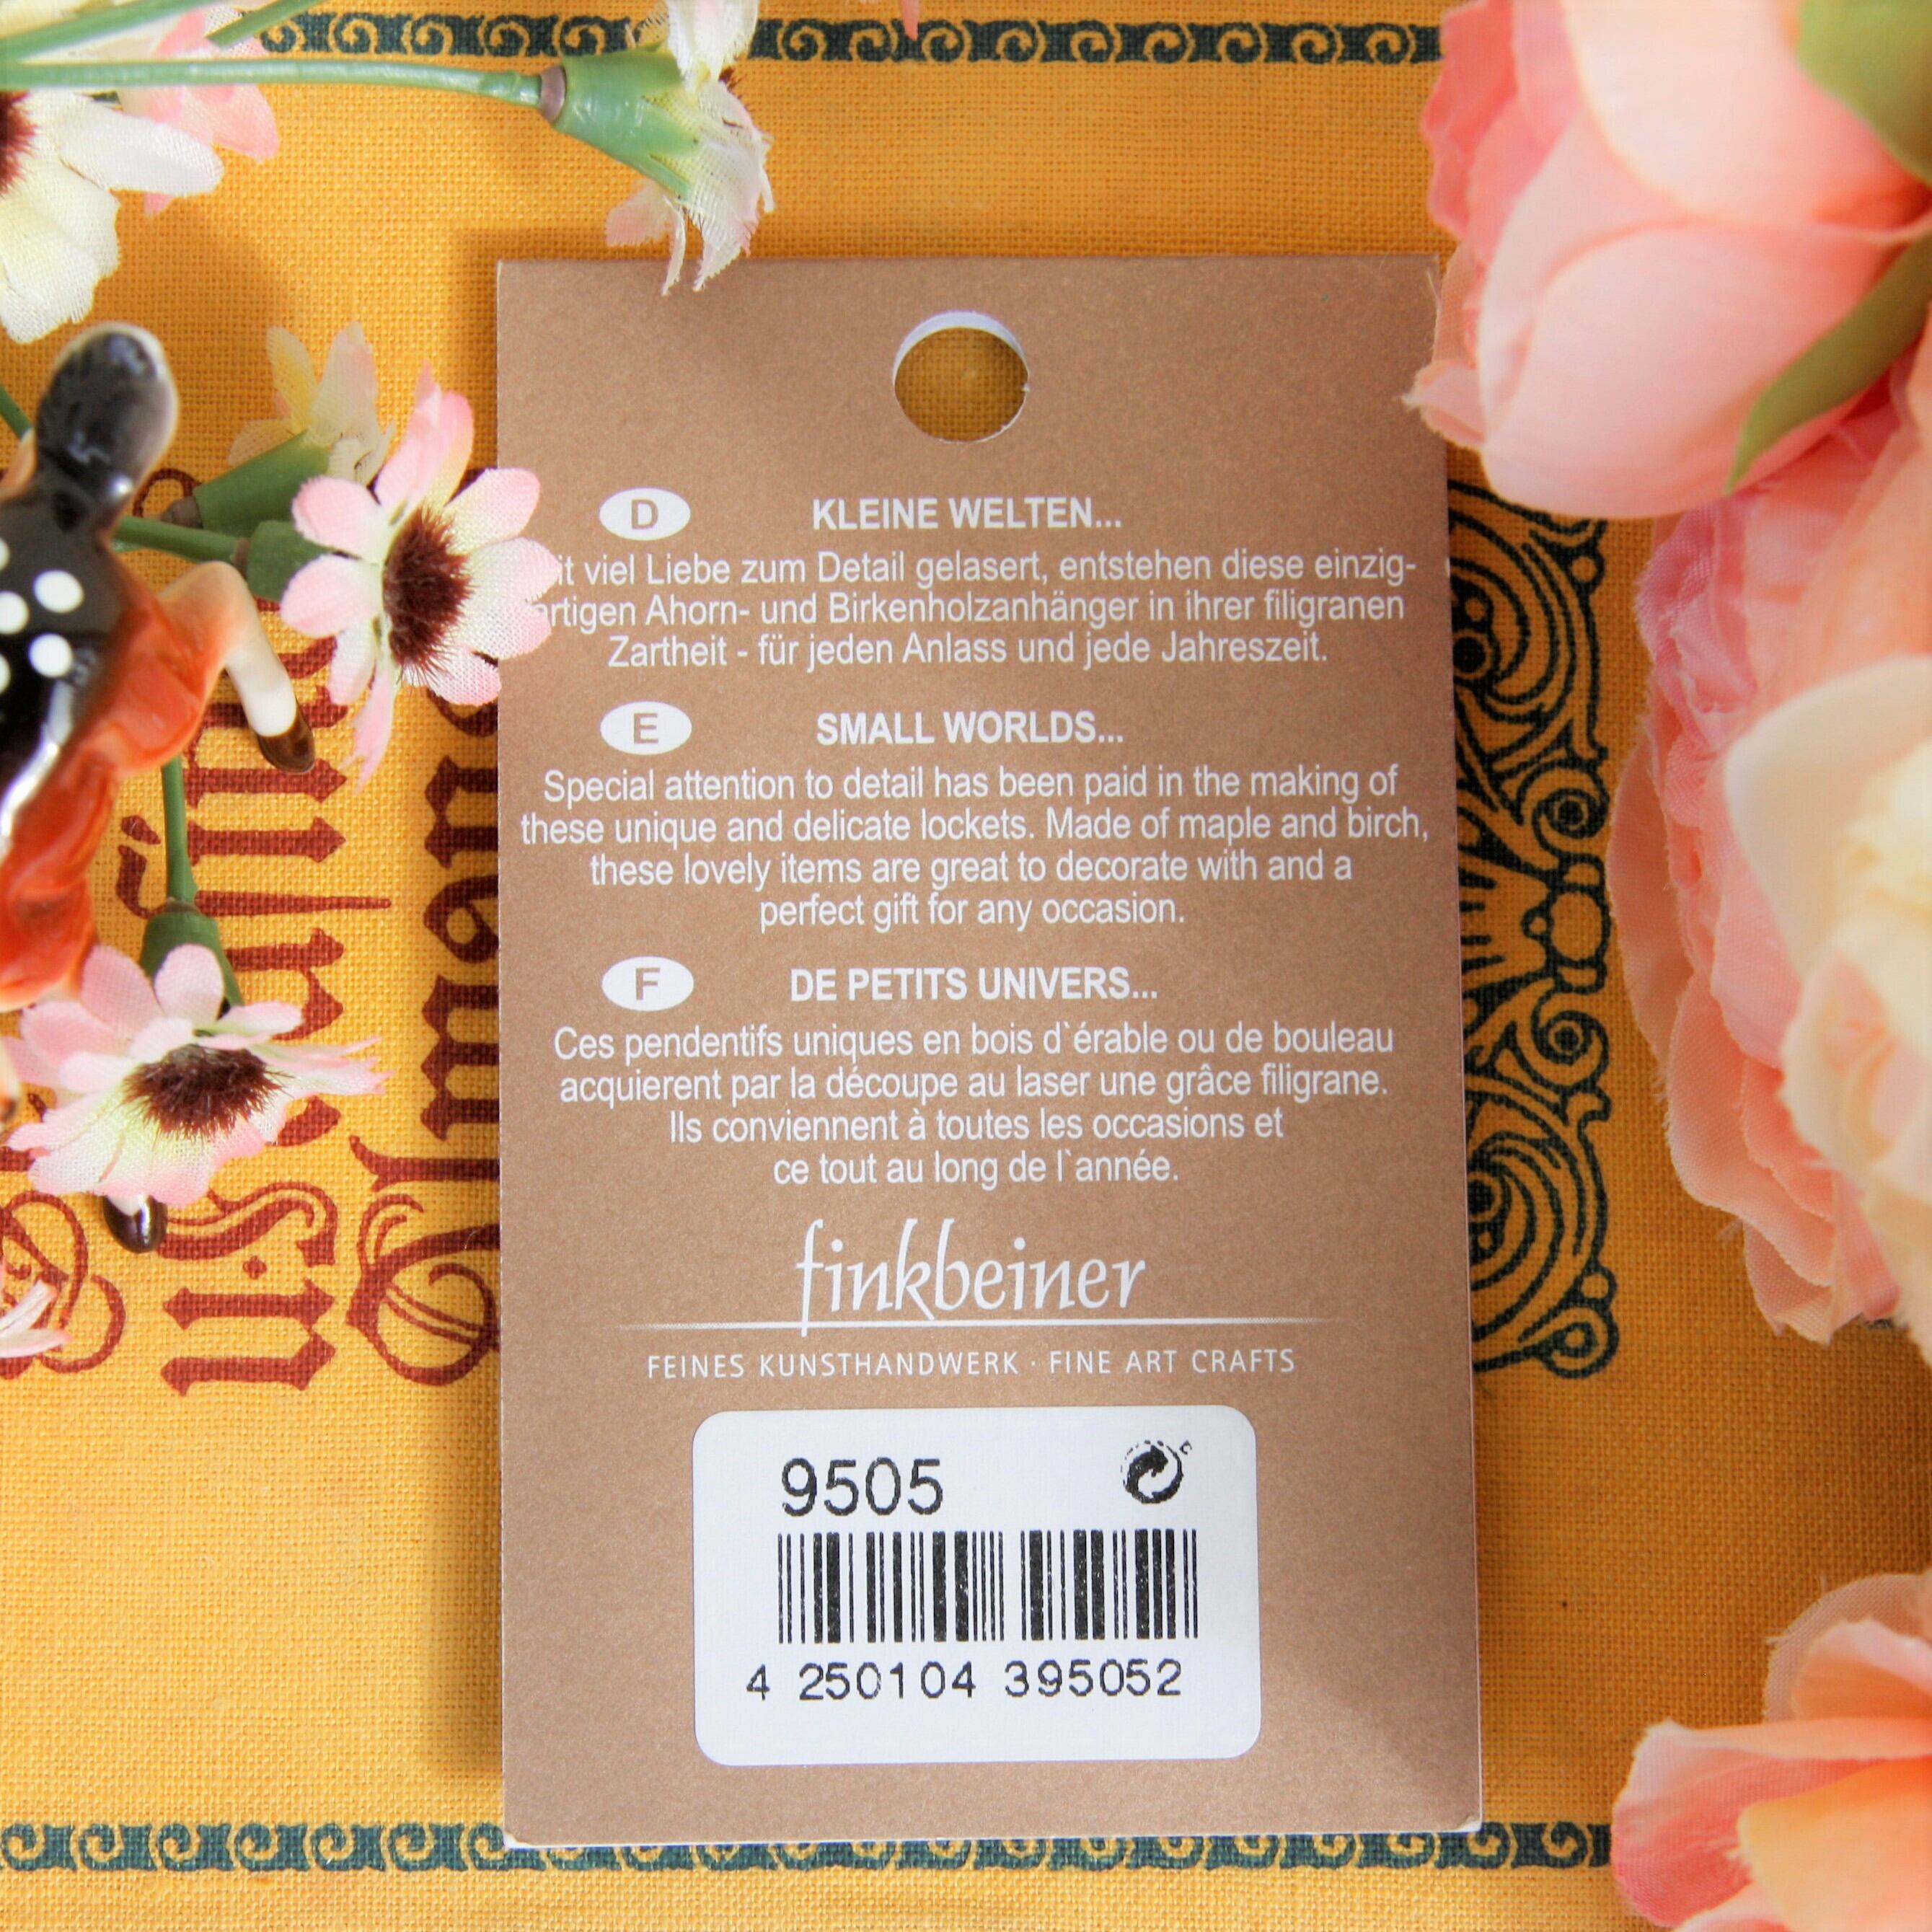 D KLEINE WELTEN...
viel Liebe zum Detail gelasert, entstehen diese einzig-
artigen Ahorn- und Birkenholzanhänger in ihrer filigranen
Zartheit - für jeden Anlass und jede Jahreszeit.
E SMALL WORLDS...
Special attention to detail has been paid in the making of
these unique and delicate lockets. Made of maple and birch,
these lovely items are great to decorate with and a
perfect gift for any occasion.
F DE PETITS UNIVERS...
Ces pendentifs uniques en bois d`érable ou de bouleau
acquierent par la découpe au laser une grâce filigrane.
Ils conviennent à toutes les occasions et
ce tout au long de l`année.
finkbeiner
FEINES KUNSTHANDWERK · FINE ART CRAFTS
9505
4 250104 395052